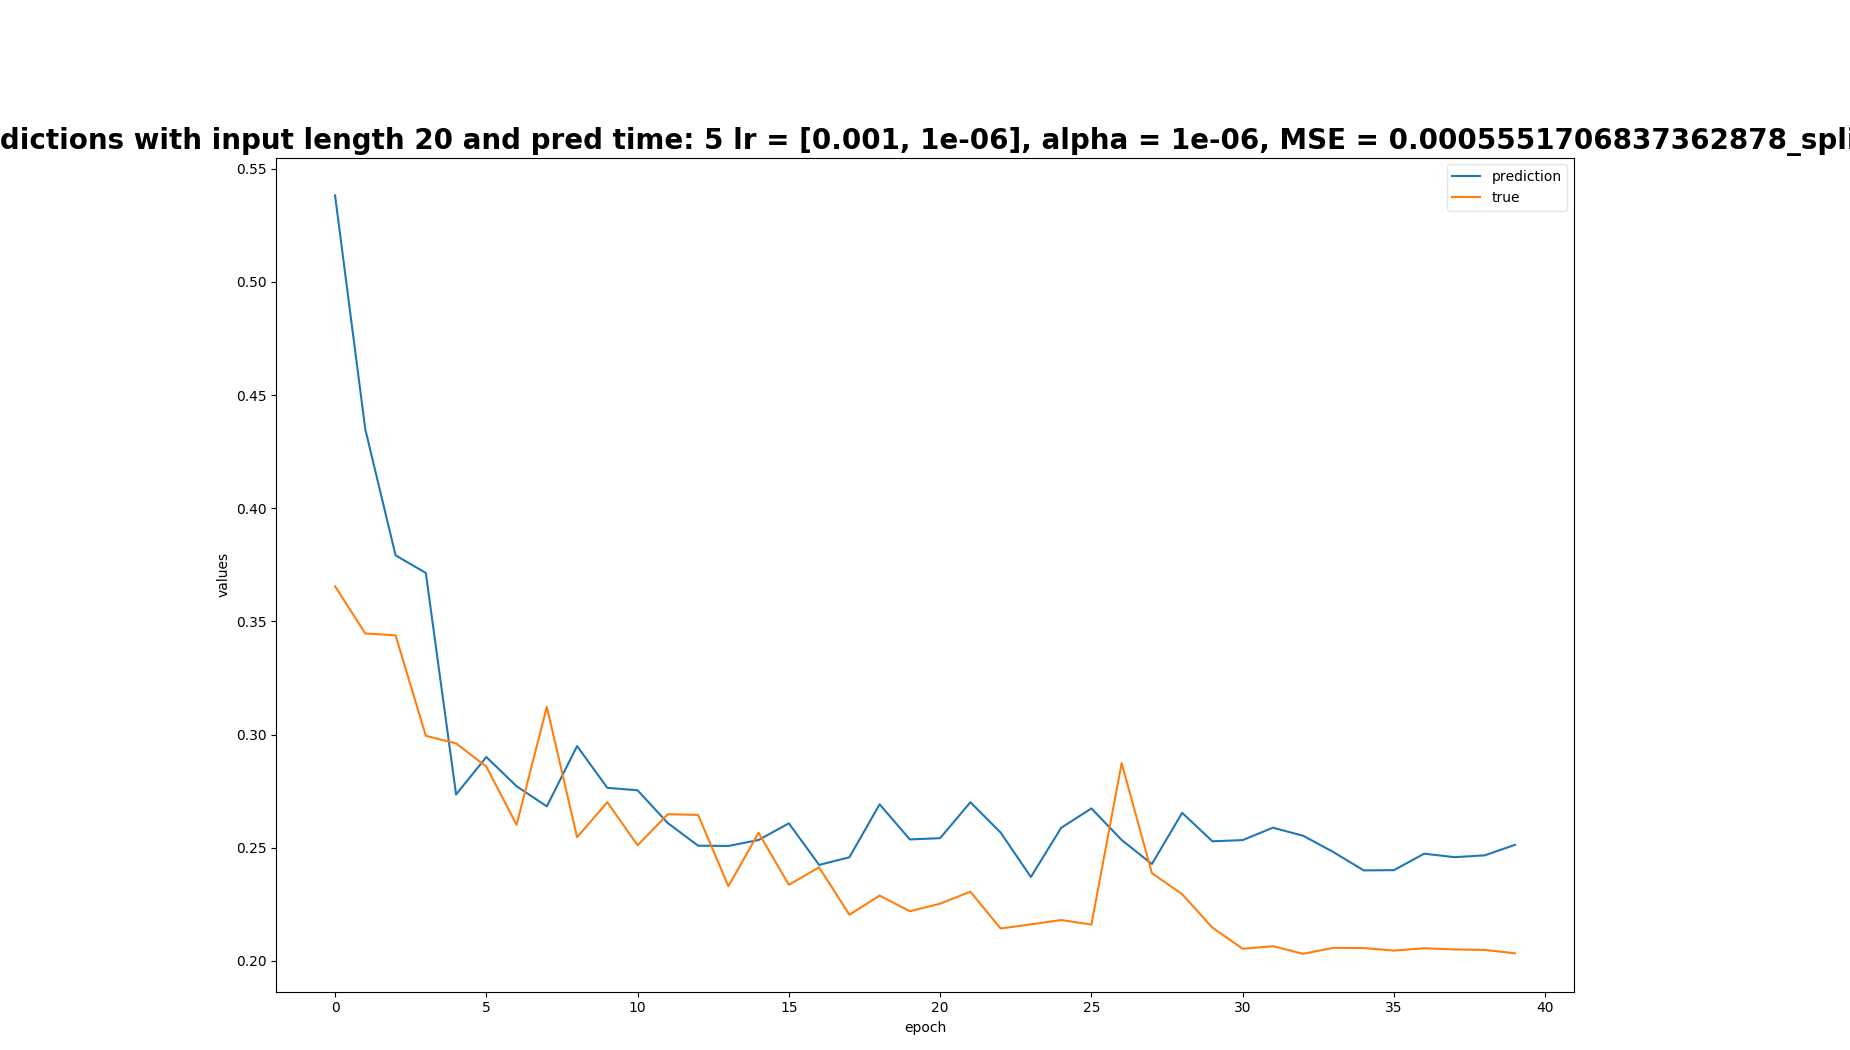 dictions with input length 20 and pred time: 5 lr = [0.001, 1e-06], alpha = 1e-06, MSE = 0.0005551706837362878_spli
prediction
true
0.55
0.50
0.45
0.40
0.35
0.30
0.25
0.20
values
0 5 10 15 20 25 30 35 40
epoch